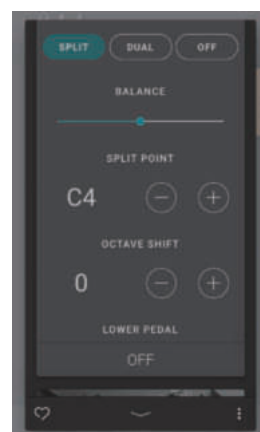 SPLIT DUAL OFF
BALANCE
SPLIT POINT
C4
OCTAVE SHIFT
0
LOWER PEDAL
OFF